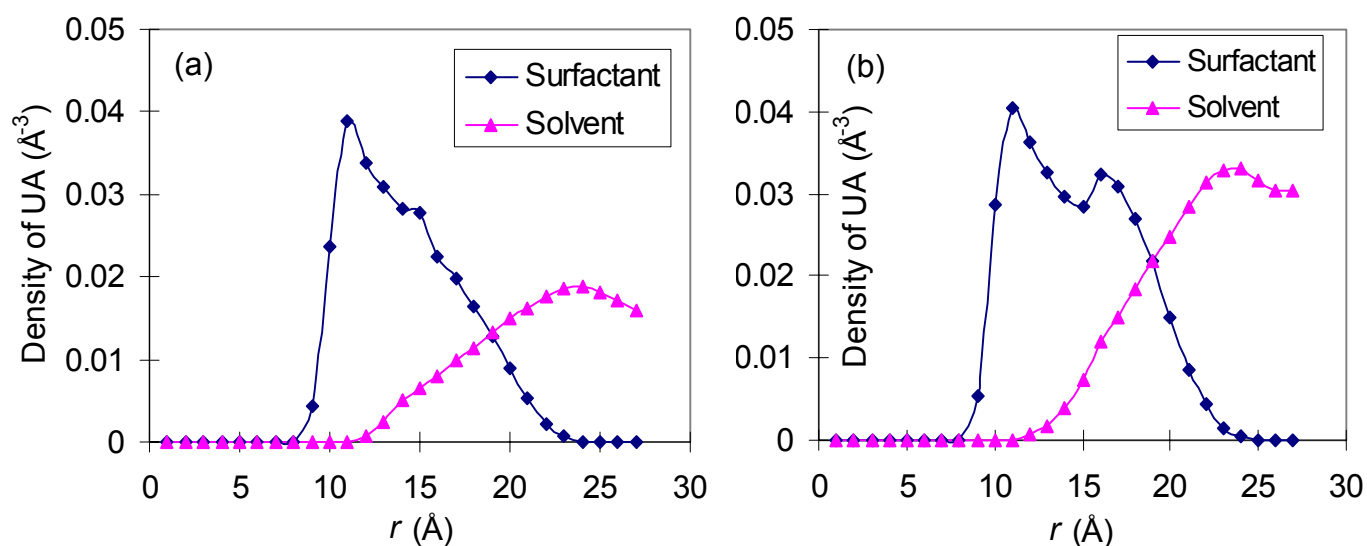 (a)
Surfactant
Solvent
Density of UA (Å⁻³)
0.05
0.04
0.03
0.02
0.01
0
0 5 10 15 20 25 30
r (Å)
(b)
Surfactant
Solvent
Density of UA (Å⁻³)
0.05
0.04
0.03
0.02
0.01
0
0 5 10 15 20 25 30
r (Å)